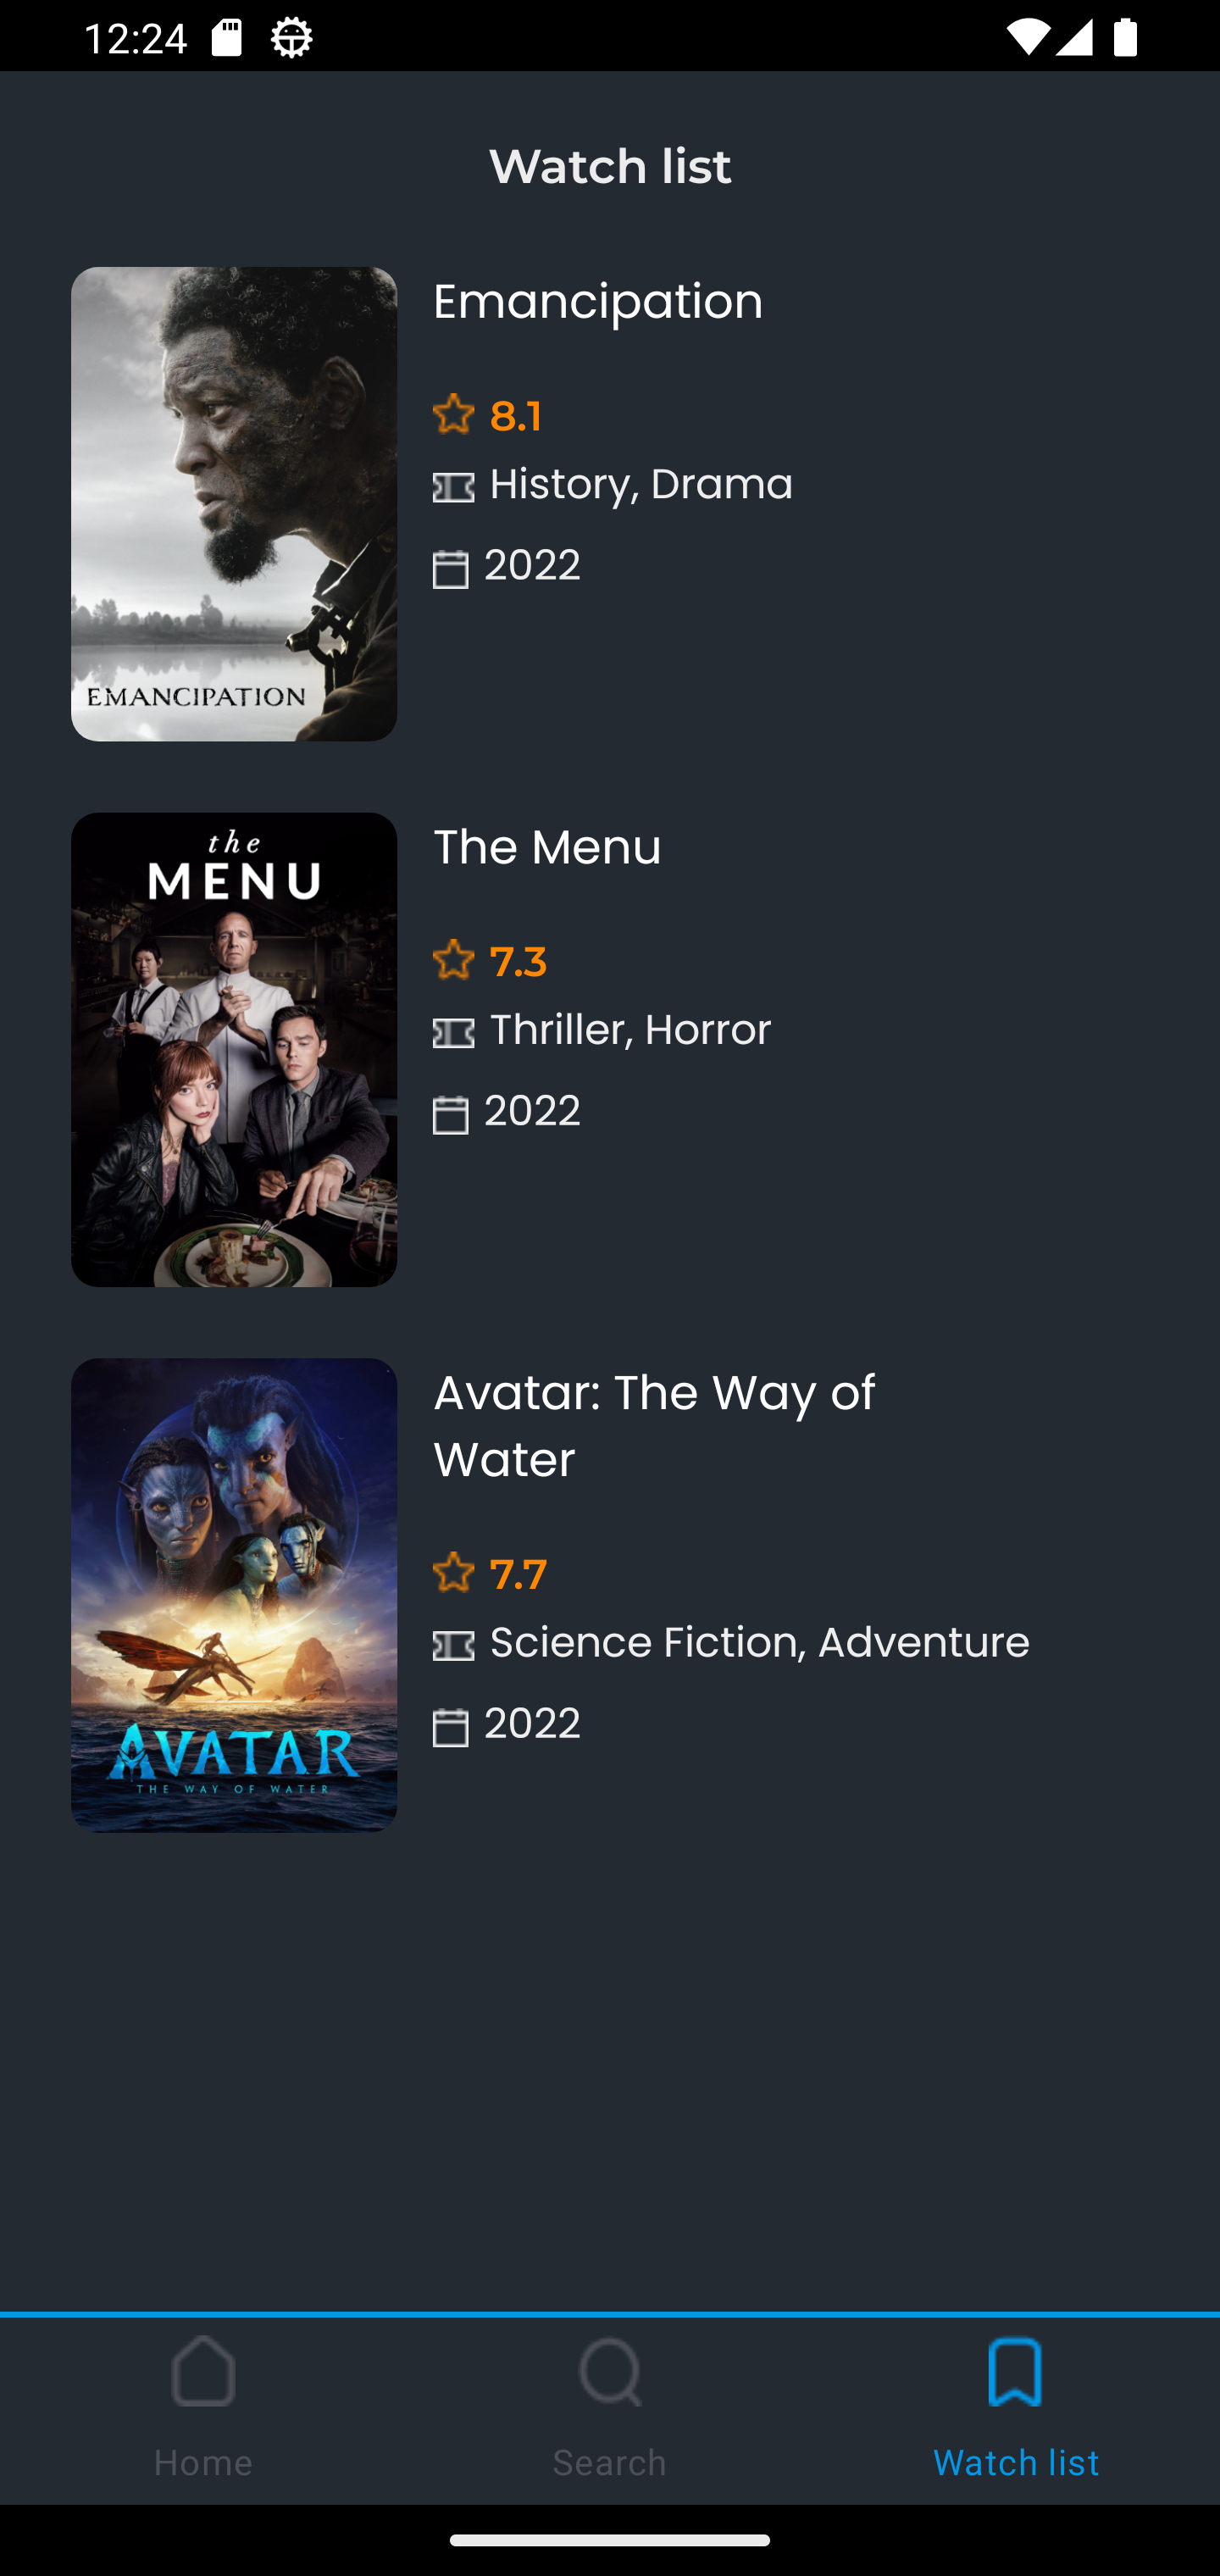 12:24
Watch list
EMANCIPATION
Emancipation
8.1
History, Drama
2022
the
MENU
The Menu
7.3
Thriller, Horror
2022
AVATAR
THE WAY OF WATER
Avatar: The Way of
Water
7.7
Science Fiction, Adventure
2022
Home
Search
Watch list